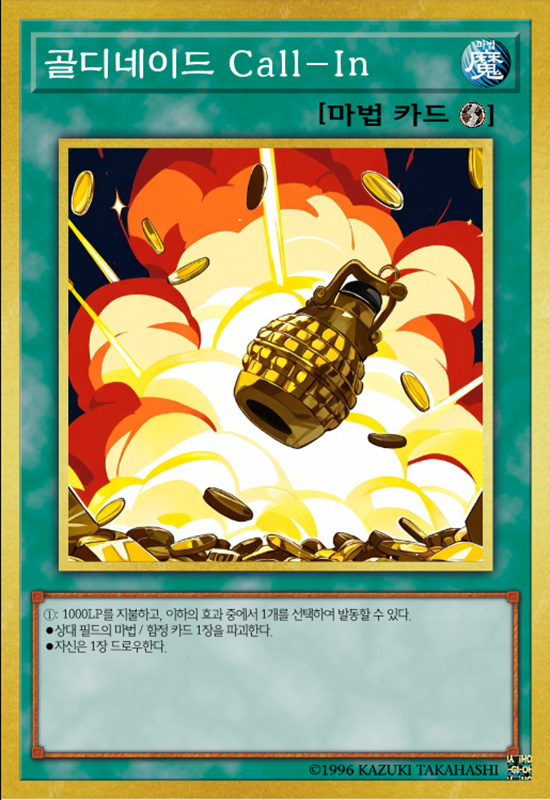 골디네이드 Call-In
마법
魔
[마법 카드]
①: 1000LP를 지불하고, 이하의 효과 중에서 1개를 선택하여 발동할 수 있다.
●상대 필드의 마법 / 함정 카드 1장을 파괴한다.
●자신은 1장 드로우한다.
©1996 KAZUKI TAKAHASHI